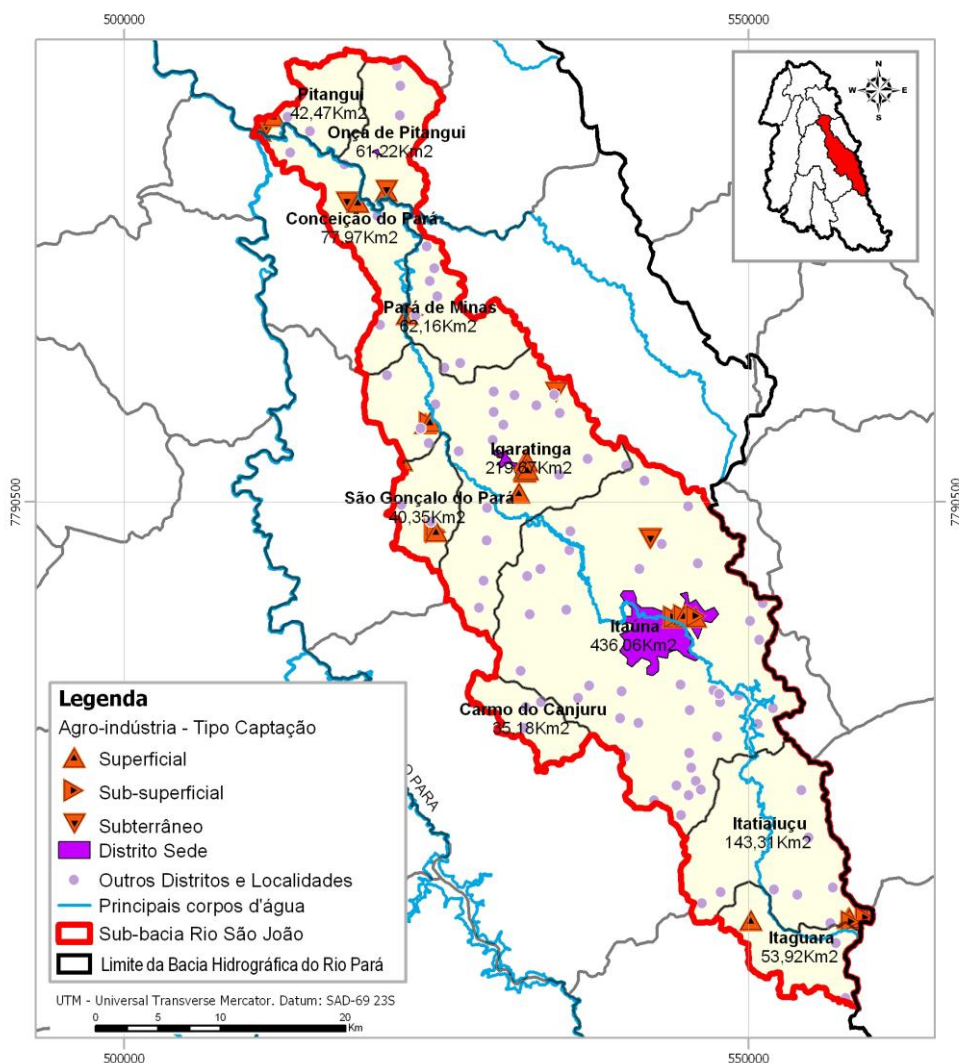 500000
550000
N
W
E
S
Pitangui
42,47Km2
Onça de Pitangui
61,22Km2
Conceição do Pará
77,97Km2
Pará de Minas
62,16Km2
Igaratinga
219,67Km2
São Gonçalo do Pará
40,35Km2
7790500
7790500
Itaúna
436,06Km2
Carmo do Canjuru
35,18Km2
O PARA
Itatiaiuçu
143,31Km2
Itaguara
53,92Km2
Legenda
Agro-indústria - Tipo Captação
Superficial
Sub-superficial
Subterrâneo
Distrito Sede
Outros Distritos e Localidades
Principais corpos d'água
Sub-bacia Rio São João
Limite da Bacia Hidrográfica do Rio Pará
UTM - Universal Transverse Mercator. Datum: SAD-69 23S
0
10
20
Km
500000
550000